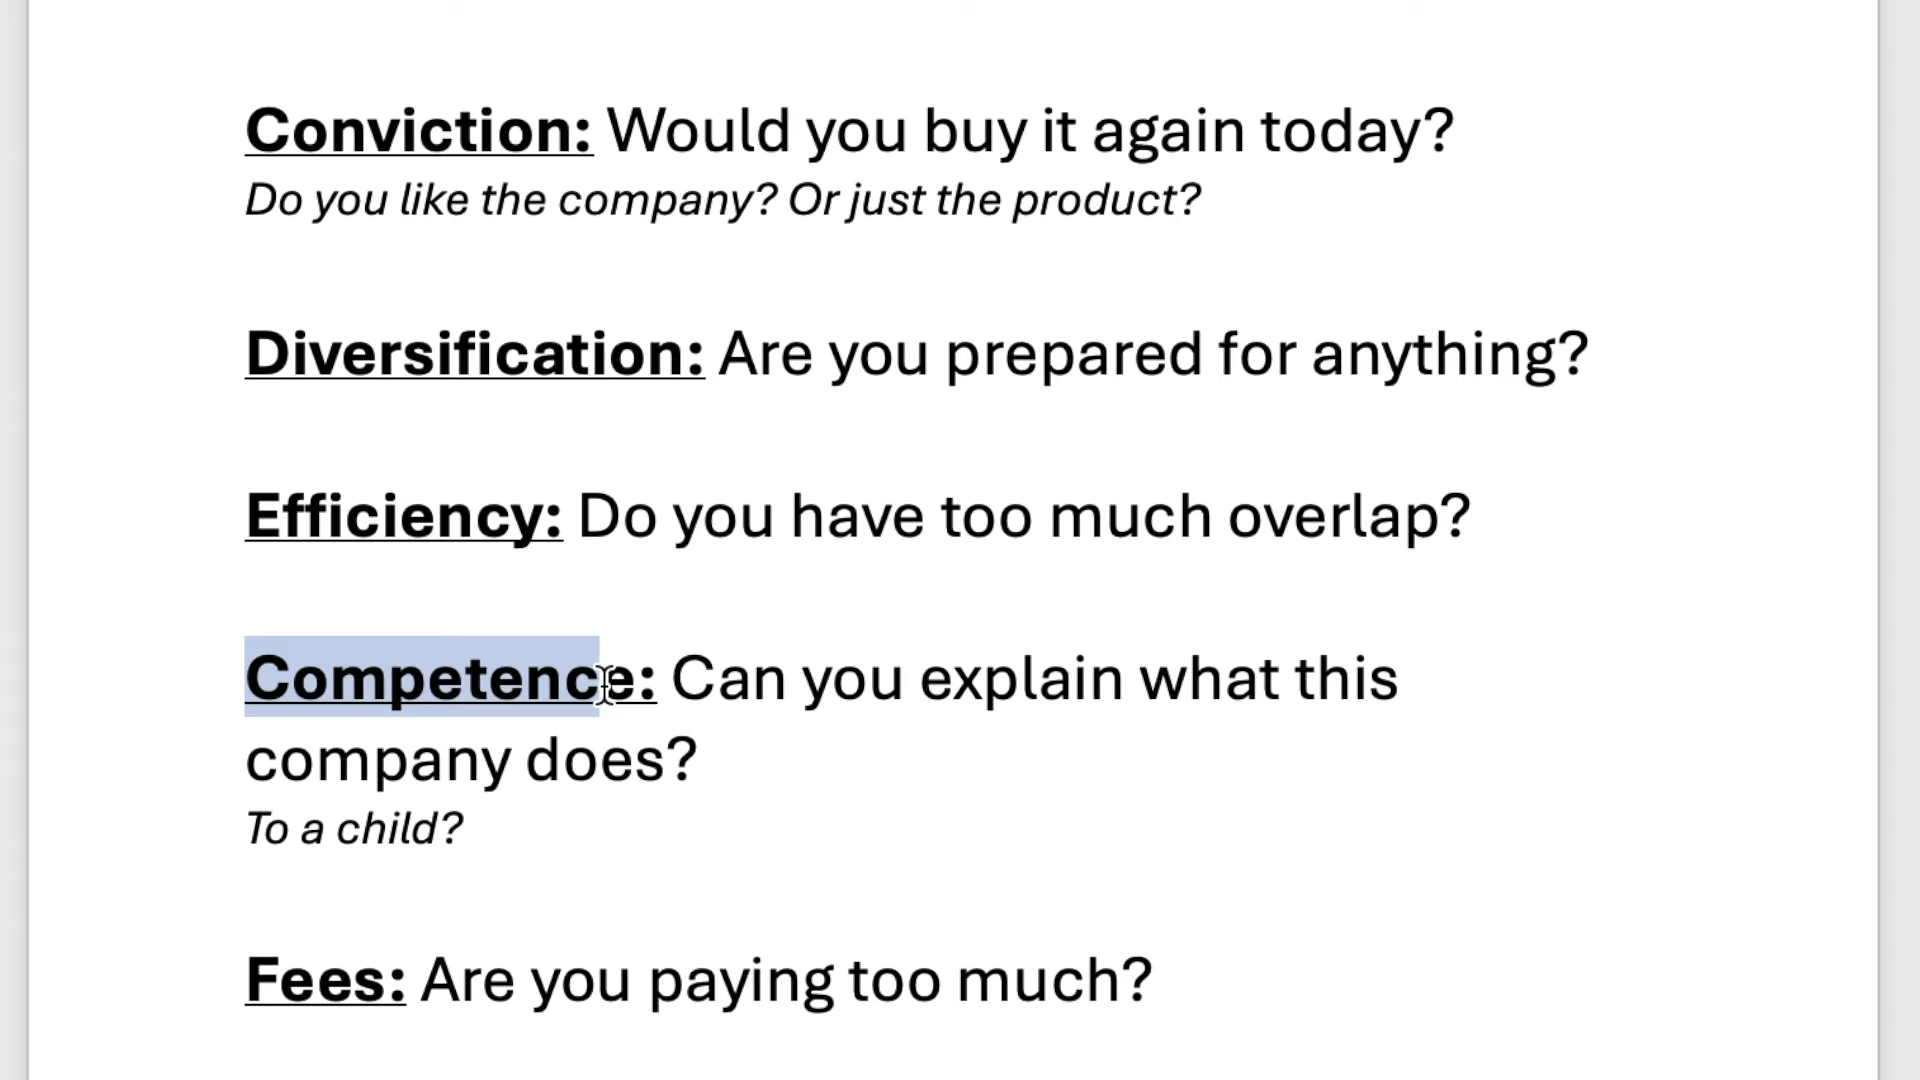 Conviction: Would you buy it again today?
Do you like the company? Or just the product?
Diversification: Are you prepared for anything?
Efficiency: Do you have too much overlap?
Competence: Can you explain what this
company does?
To a child?
Fees: Are you paying too much?